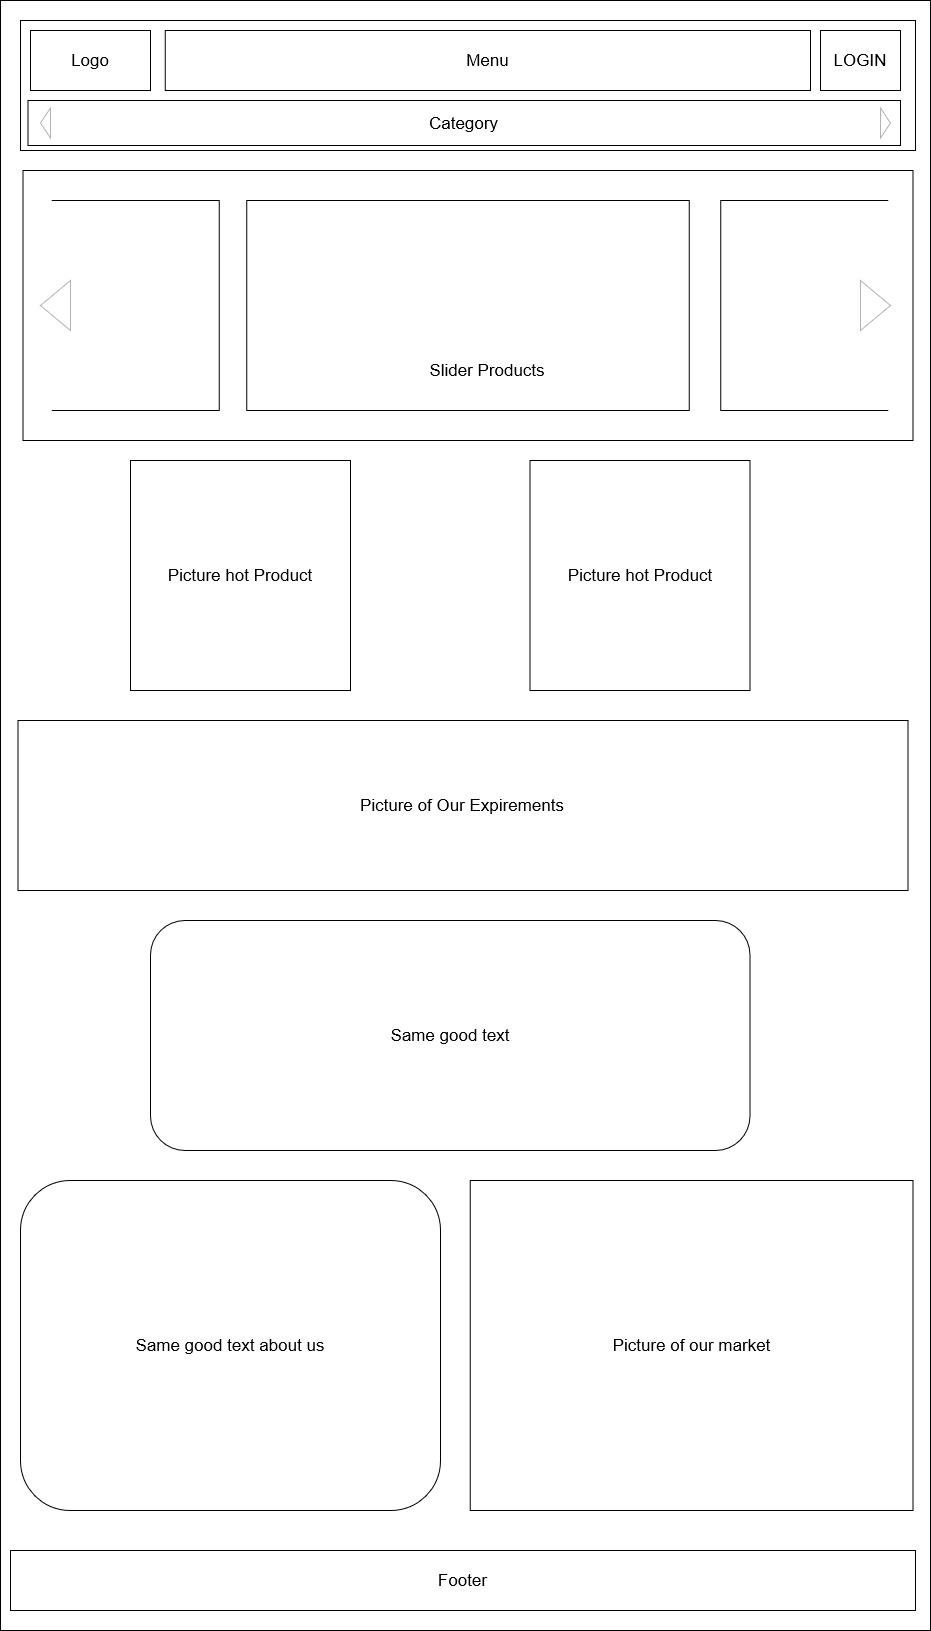 Logo
Menu
LOGIN
Category
Slider Products
Picture hot Product
Picture hot Product
Picture of Our Expirements
Same good text
Same good text about us
Picture of our market
Footer